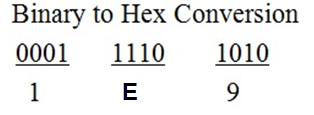 Binary to Hex Conversion
0001 1110 1010
1 E 9